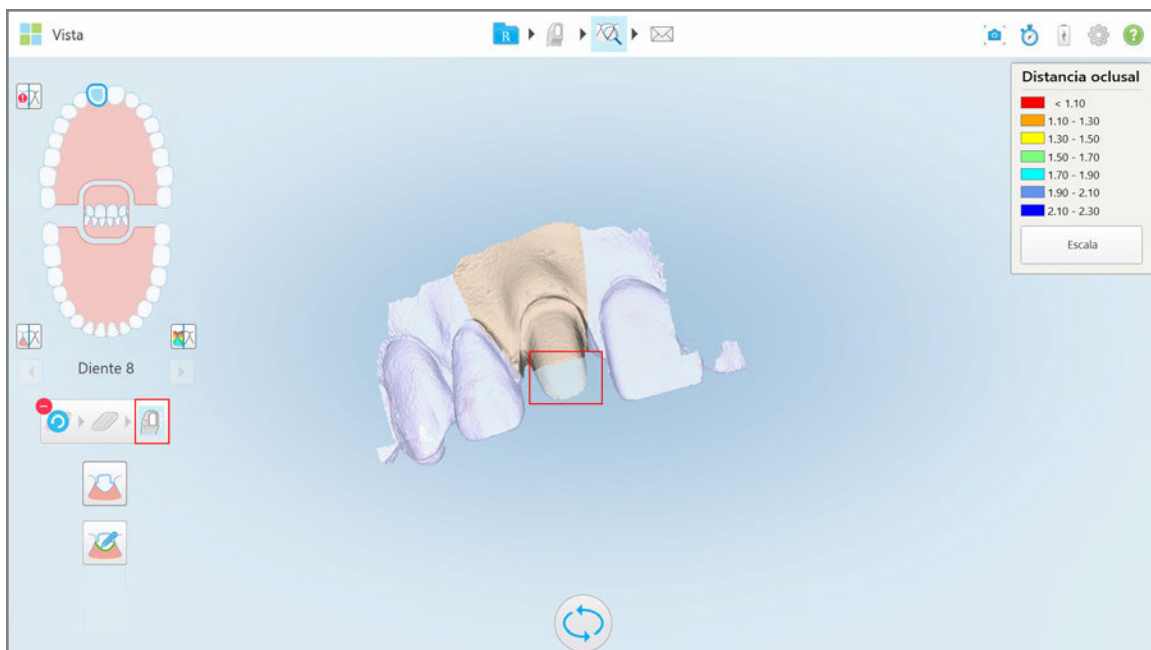 Vista
R
?
Distancia oclusal
< 1.10
1.10 - 1.30
1.30 - 1.50
1.50 - 1.70
1.70 - 1.90
1.90 - 2.10
2.10 - 2.30
Escala
Diente 8